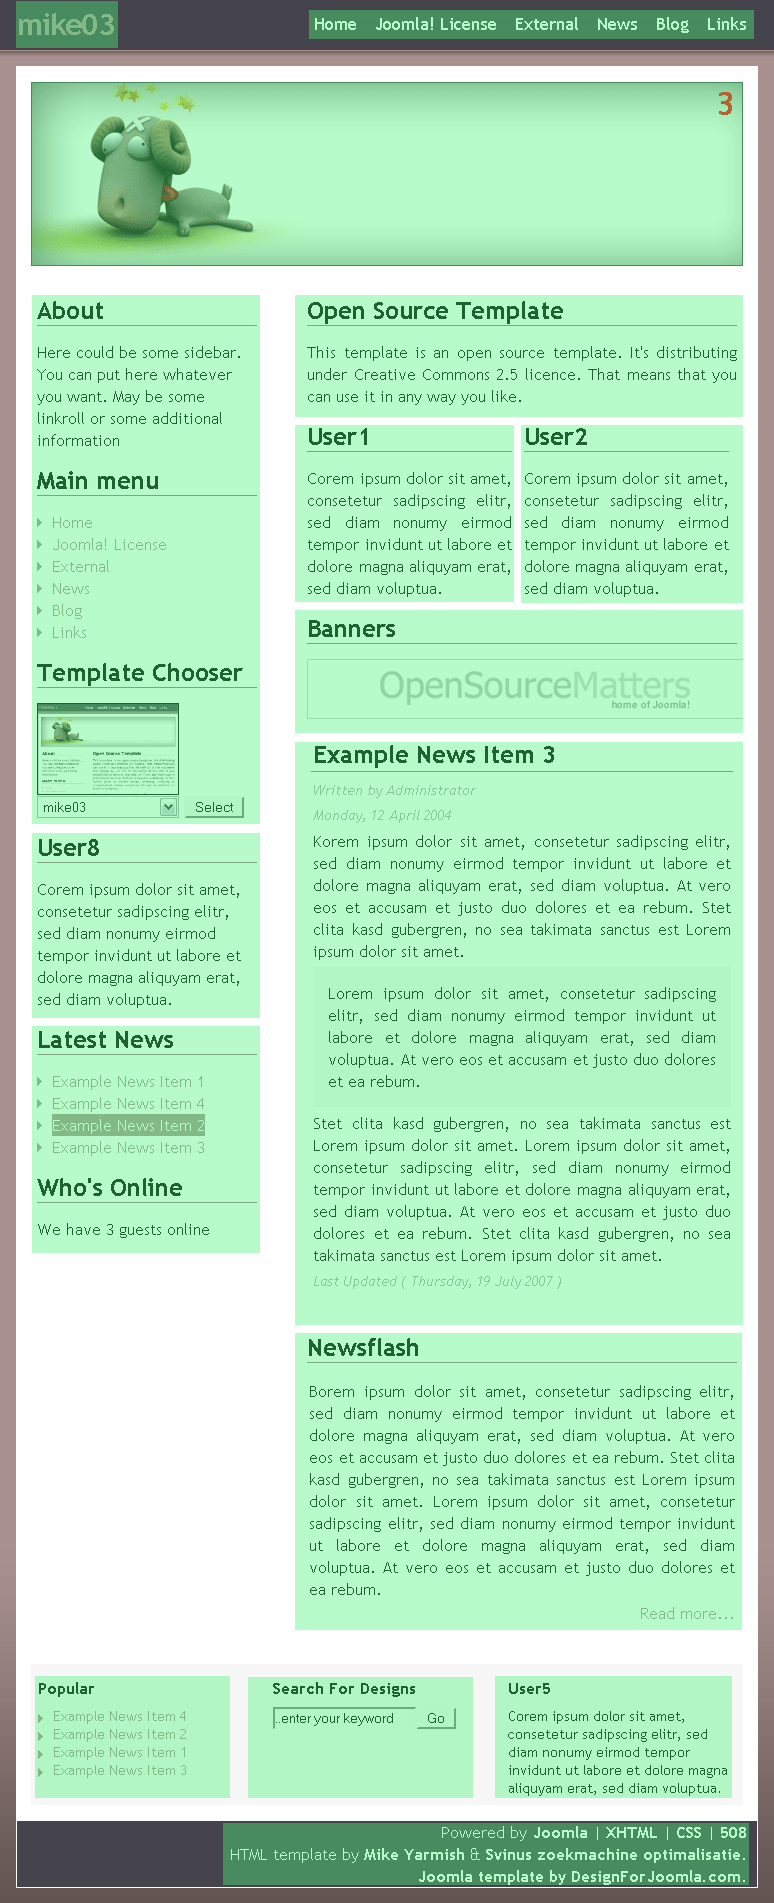 mike03
Home Joomla! License External News Blog Links
3
About
Here could be some sidebar.
You can put here whatever
you want. May be some
linkroll or some additional
information
Main menu
Home
Joomla! License
External
News
Blog
Links
Template Chooser
mike03 Select
User8
Corem ipsum dolor sit amet,
consetetur sadipscing elitr,
sed diam nonumy eirmod
tempor invidunt ut labore et
dolore magna aliquyam erat,
sed diam voluptua.
Latest News
Example News Item 1
Example News Item 4
Example News Item 2
Example News Item 3
Who's Online
We have 3 guests online
Open Source Template
This template is an open source template. It's distributing
under Creative Commons 2.5 licence. That means that you
can use it in any way you like.
User1
Corem ipsum dolor sit amet,
consetetur sadipscing elitr,
sed diam nonumy eirmod
tempor invidunt ut labore et
dolore magna aliquyam erat,
sed diam voluptua.
User2
Corem ipsum dolor sit amet,
consetetur sadipscing elitr,
sed diam nonumy eirmod
tempor invidunt ut labore et
dolore magna aliquyam erat,
sed diam voluptua.
Banners
OpenSourceMatters
home of Joomla!
Example News Item 3
Written by Administrator
Monday, 12 April 2004
Korem ipsum dolor sit amet, consetetur sadipscing elitr,
sed diam nonumy eirmod tempor invidunt ut labore et
dolore magna aliquyam erat, sed diam voluptua. At vero
eos et accusam et justo duo dolores et ea rebum. Stet
clita kasd gubergren, no sea takimata sanctus est Lorem
ipsum dolor sit amet.
Lorem ipsum dolor sit amet, consetetur sadipscing
elitr, sed diam nonumy eirmod tempor invidunt ut
labore et dolore magna aliquyam erat, sed diam
voluptua. At vero eos et accusam et justo duo dolores
et ea rebum.
Stet clita kasd gubergren, no sea takimata sanctus est
Lorem ipsum dolor sit amet. Lorem ipsum dolor sit amet,
consetetur sadipscing elitr, sed diam nonumy eirmod
tempor invidunt ut labore et dolore magna aliquyam erat,
sed diam voluptua. At vero eos et accusam et justo duo
dolores et ea rebum. Stet clita kasd gubergren, no sea
takimata sanctus est Lorem ipsum dolor sit amet.
Last Updated ( Thursday, 19 July 2007 )
Newsflash
Borem ipsum dolor sit amet, consetetur sadipscing elitr,
sed diam nonumy eirmod tempor invidunt ut labore et
dolore magna aliquyam erat, sed diam voluptua. At vero
eos et accusam et justo duo dolores et ea rebum. Stet clita
kasd gubergren, no sea takimata sanctus est Lorem ipsum
dolor sit amet. Lorem ipsum dolor sit amet, consetetur
sadipscing elitr, sed diam nonumy eirmod tempor invidunt
ut labore et dolore magna aliquyam erat, sed diam
voluptua. At vero eos et accusam et justo duo dolores et
ea rebum.
Read more...
Popular
Example News Item 4
Example News Item 2
Example News Item 1
Example News Item 3
Search For Designs
..enter your keyword Go
User5
Corem ipsum dolor sit amet,
consetetur sadipscing elitr, sed
diam nonumy eirmod tempor
invidunt ut labore et dolore magna
aliquyam erat, sed diam voluptua.
Powered by Joomla | XHTML | CSS | 508
HTML template by Mike Yarmish & Svinus zoekmachine optimalisatie.
Joomla template by DesignForJoomla.com.